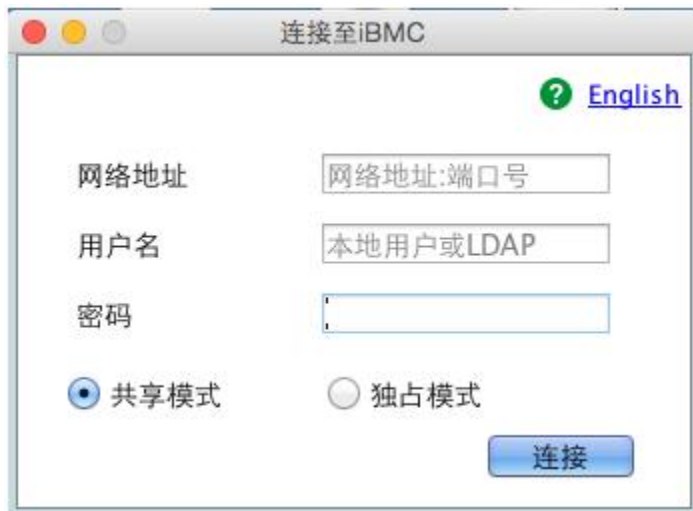 连接至iBMC
? English
网络地址 网络地址:端口号
用户名 本地用户或LDAP
密码
共享模式 独占模式
连接